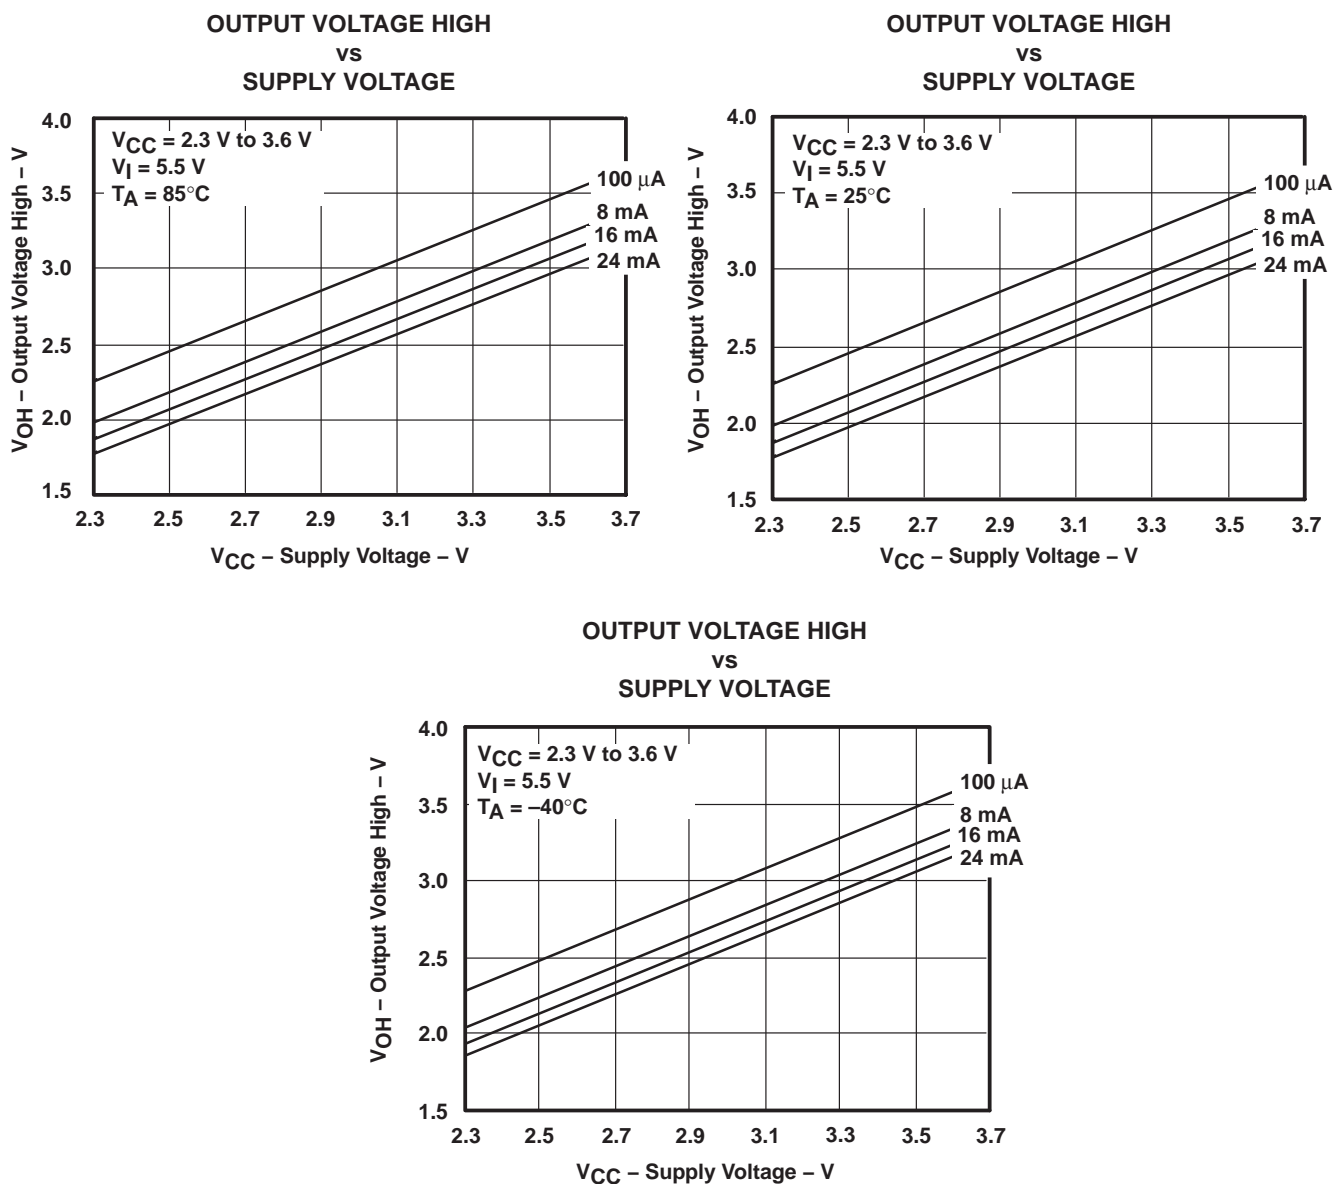 OUTPUT VOLTAGE HIGH
vs
SUPPLY VOLTAGE
VOH – Output Voltage High – V
4.0
3.5
3.0
2.5
2.0
1.5
VCC = 2.3 V to 3.6 V
VI = 5.5 V
TA = 85°C
100 μA
8 mA
16 mA
24 mA
2.3 2.5 2.7 2.9 3.1 3.3 3.5 3.7
VCC – Supply Voltage – V
OUTPUT VOLTAGE HIGH
vs
SUPPLY VOLTAGE
VOH – Output Voltage High – V
4.0
3.5
3.0
2.5
2.0
1.5
VCC = 2.3 V to 3.6 V
VI = 5.5 V
TA = 25°C
100 μA
8 mA
16 mA
24 mA
2.3 2.5 2.7 2.9 3.1 3.3 3.5 3.7
VCC – Supply Voltage – V
OUTPUT VOLTAGE HIGH
vs
SUPPLY VOLTAGE
VOH – Output Voltage High – V
4.0
3.5
3.0
2.5
2.0
1.5
VCC = 2.3 V to 3.6 V
VI = 5.5 V
TA = –40°C
100 μA
8 mA
16 mA
24 mA
2.3 2.5 2.7 2.9 3.1 3.3 3.5 3.7
VCC – Supply Voltage – V